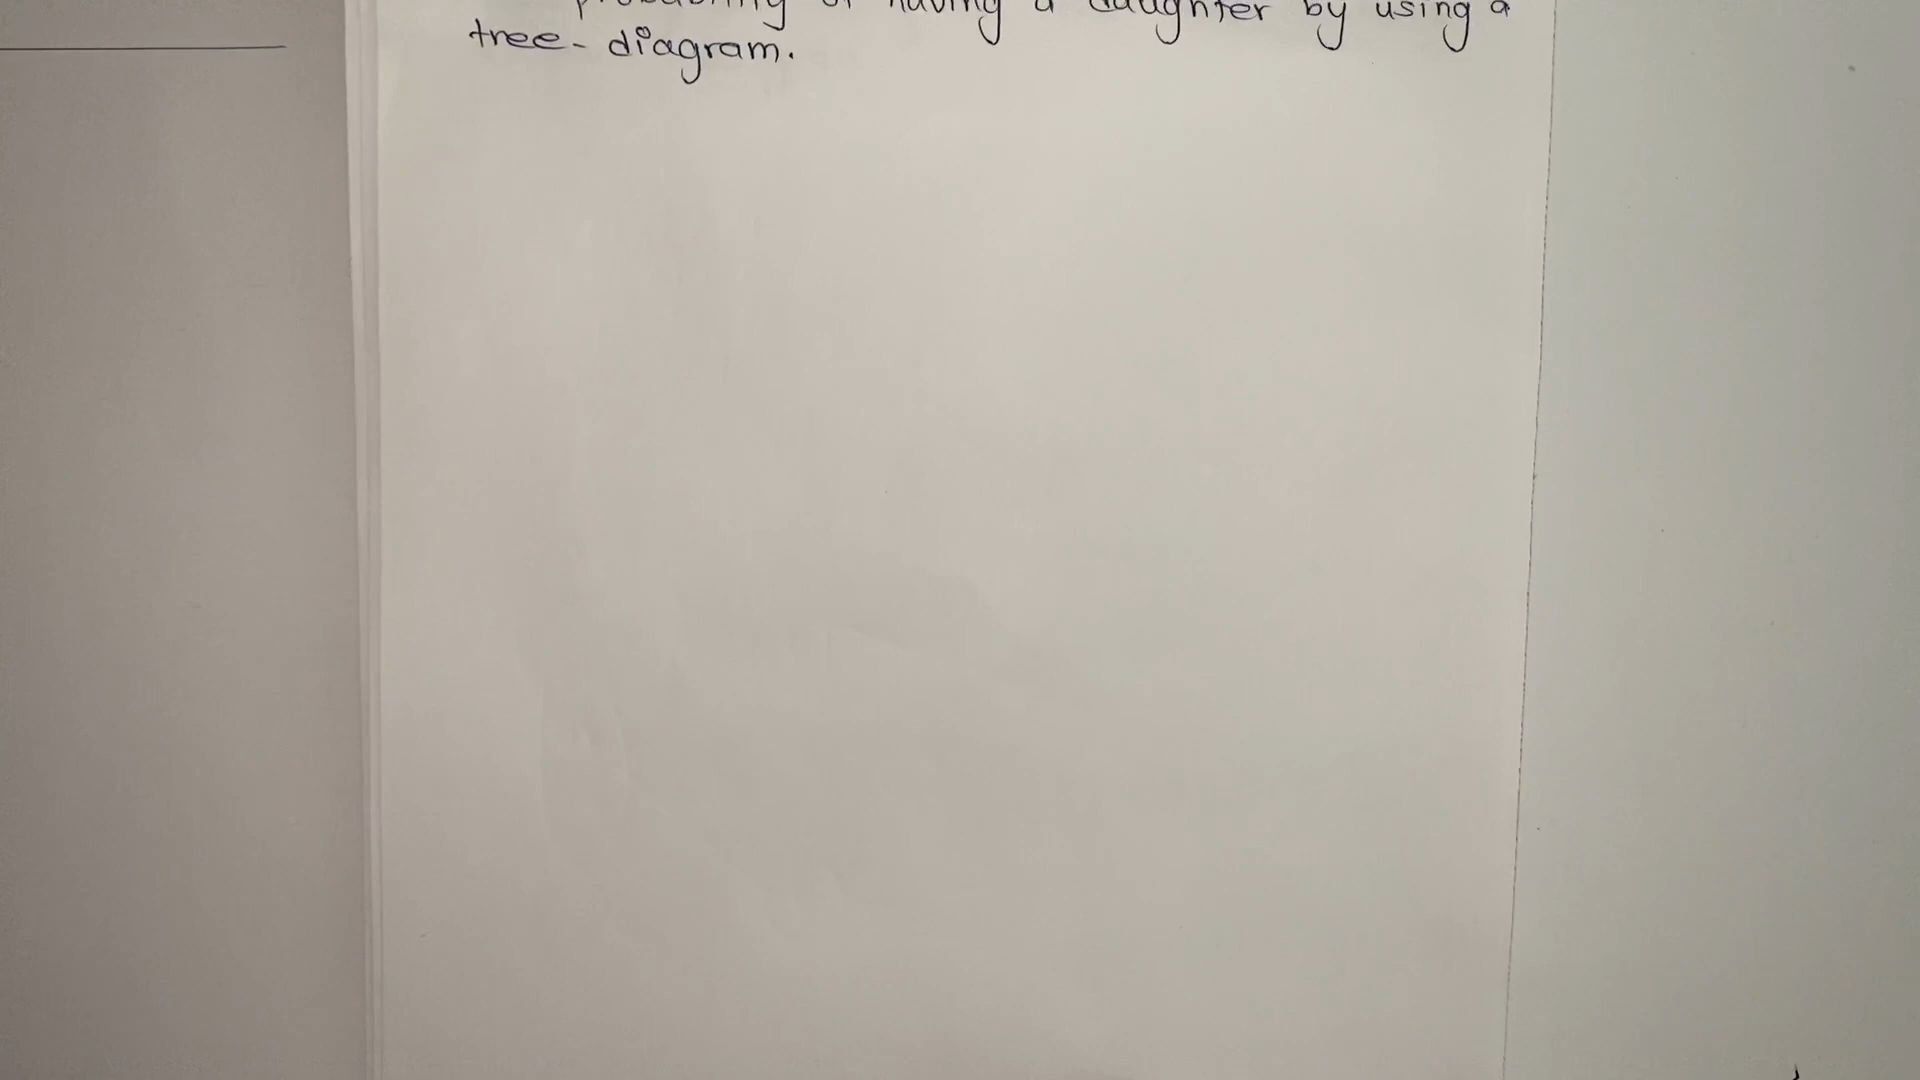 probability of having a daughter by using a
tree-diagram.